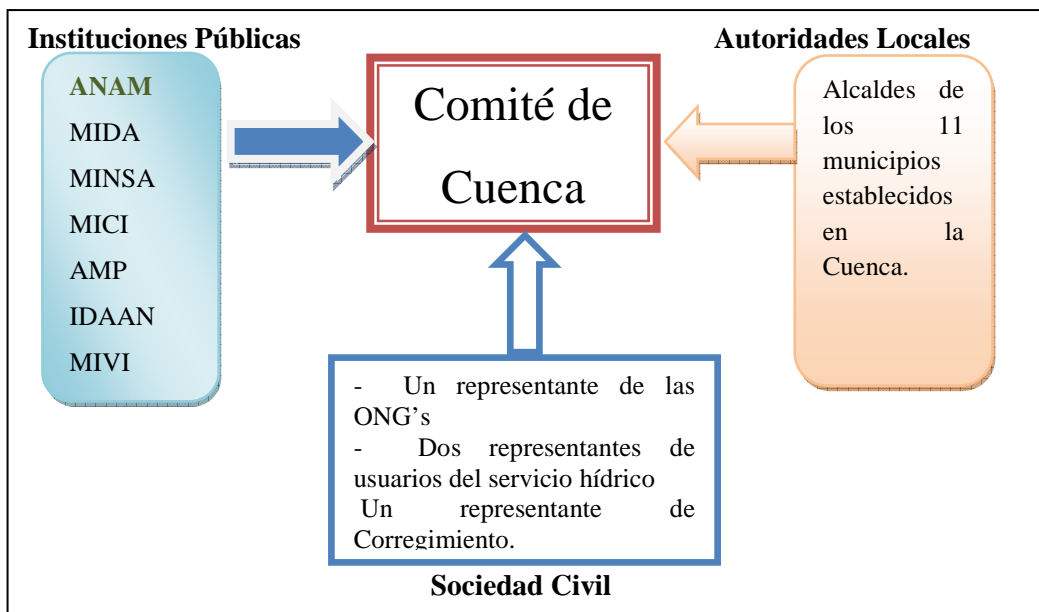 Instituciones Públicas
ANAM
MIDA
MINSA
MICI
AMP
IDAAN
MIVI
Comité de
Cuenca
Autoridades Locales
Alcaldes de
los 11
municipios
establecidos
en la
Cuenca.
- Un representante de las
ONG's
- Dos representantes de
usuarios del servicio hídrico
Un representante de
Corregimiento.
Sociedad Civil